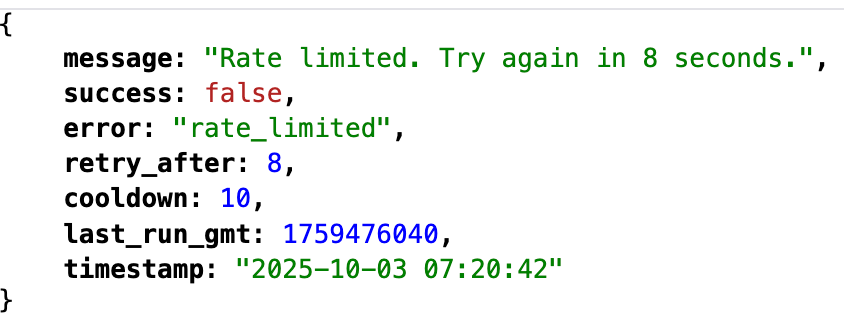 {
message: "Rate limited. Try again in 8 seconds.",
success: false,
error: "rate_limited",
retry_after: 8,
cooldown: 10,
last_run_gmt: 1759476040,
timestamp: "2025-10-03 07:20:42"
}